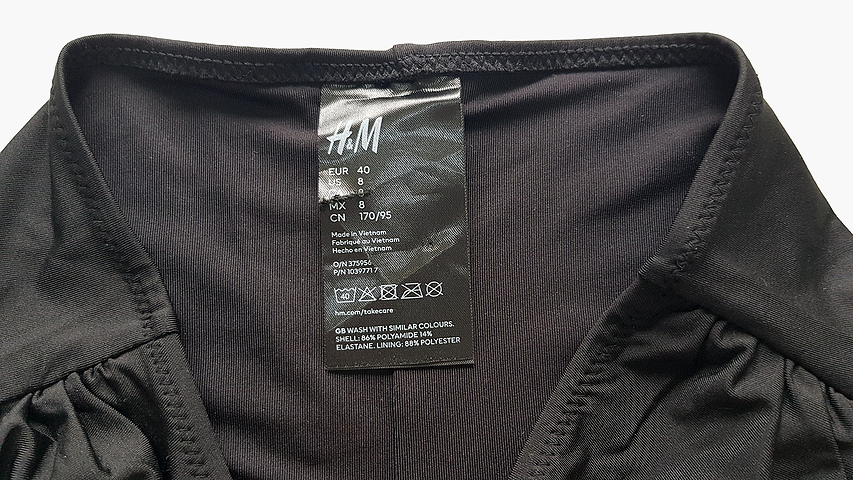 H&M
EUR 40
US 8
CA 8
MX 8
CN 170/95
Made in Vietnam
Fabriqué au Vietnam
Hecho en Vietnam
O/N 375956
P/N 1039771 7
40
hm.com/takecare
GB WASH WITH SIMILAR COLOURS.
SHELL: 86% POLYAMIDE 14%
ELASTANE. LINING: 88% POLYESTER